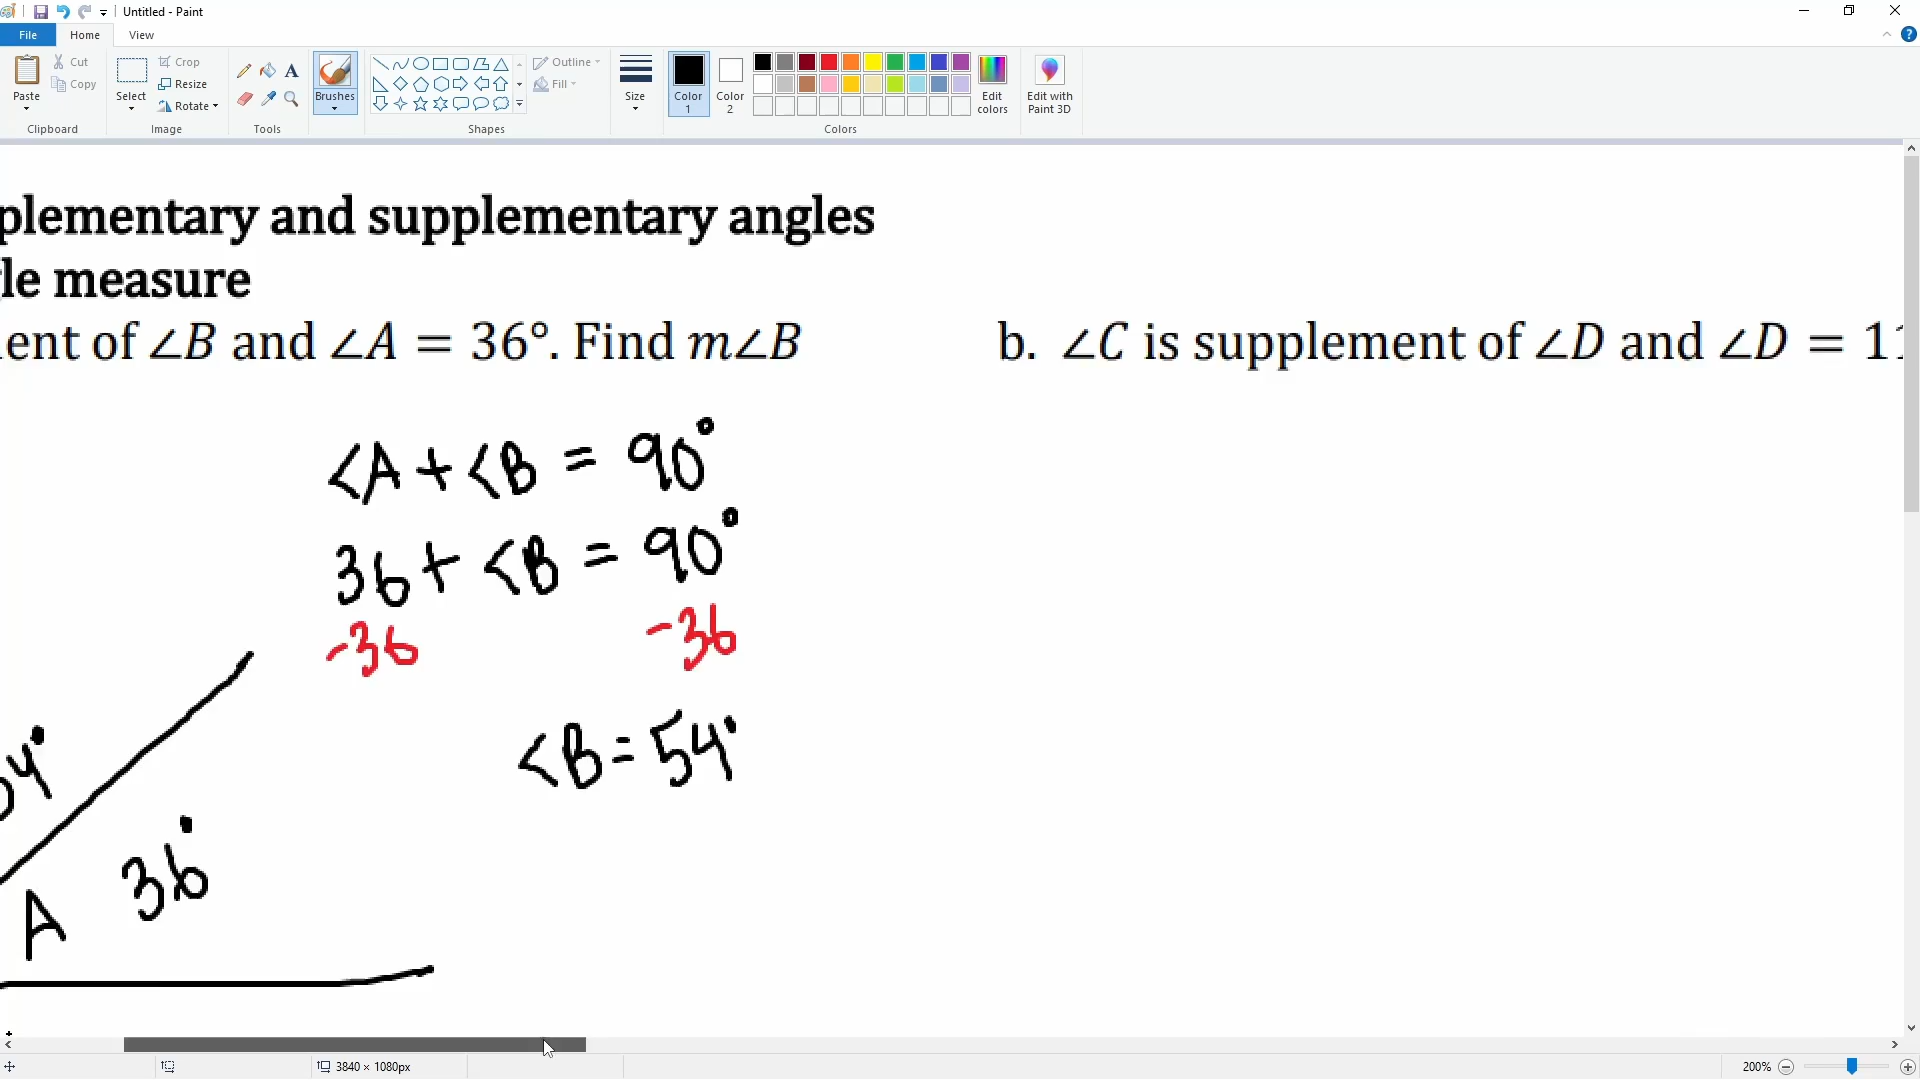 Untitled - Paint
File Home View
Paste Cut Copy
Clipboard
Select Crop Resize Rotate
Image
Tools
Brushes
Shapes
Outline
Fill
Size
Color 1
Color 2
Edit colors
Colors
Edit with Paint 3D
plementary and supplementary angles
le measure
ent of ∠B and ∠A = 36°. Find m∠B
b. ∠C is supplement of ∠D and ∠D = 11
<A + <B = 90°
36 + <B = 90°
-36 -36
<B = 54°
4°
A 36°
3840 × 1080px
200%